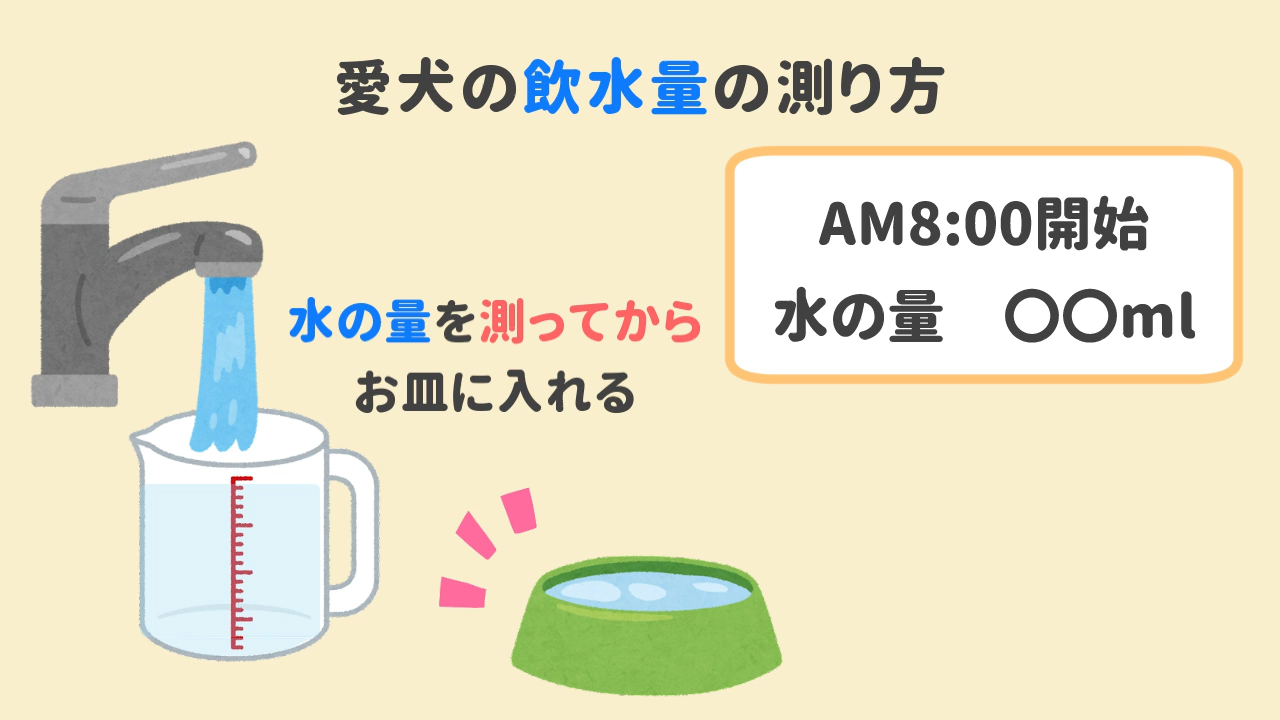 愛犬の飲水量の測り方
AM8:00開始
水の量　〇〇ml
水の量を測ってから
お皿に入れる